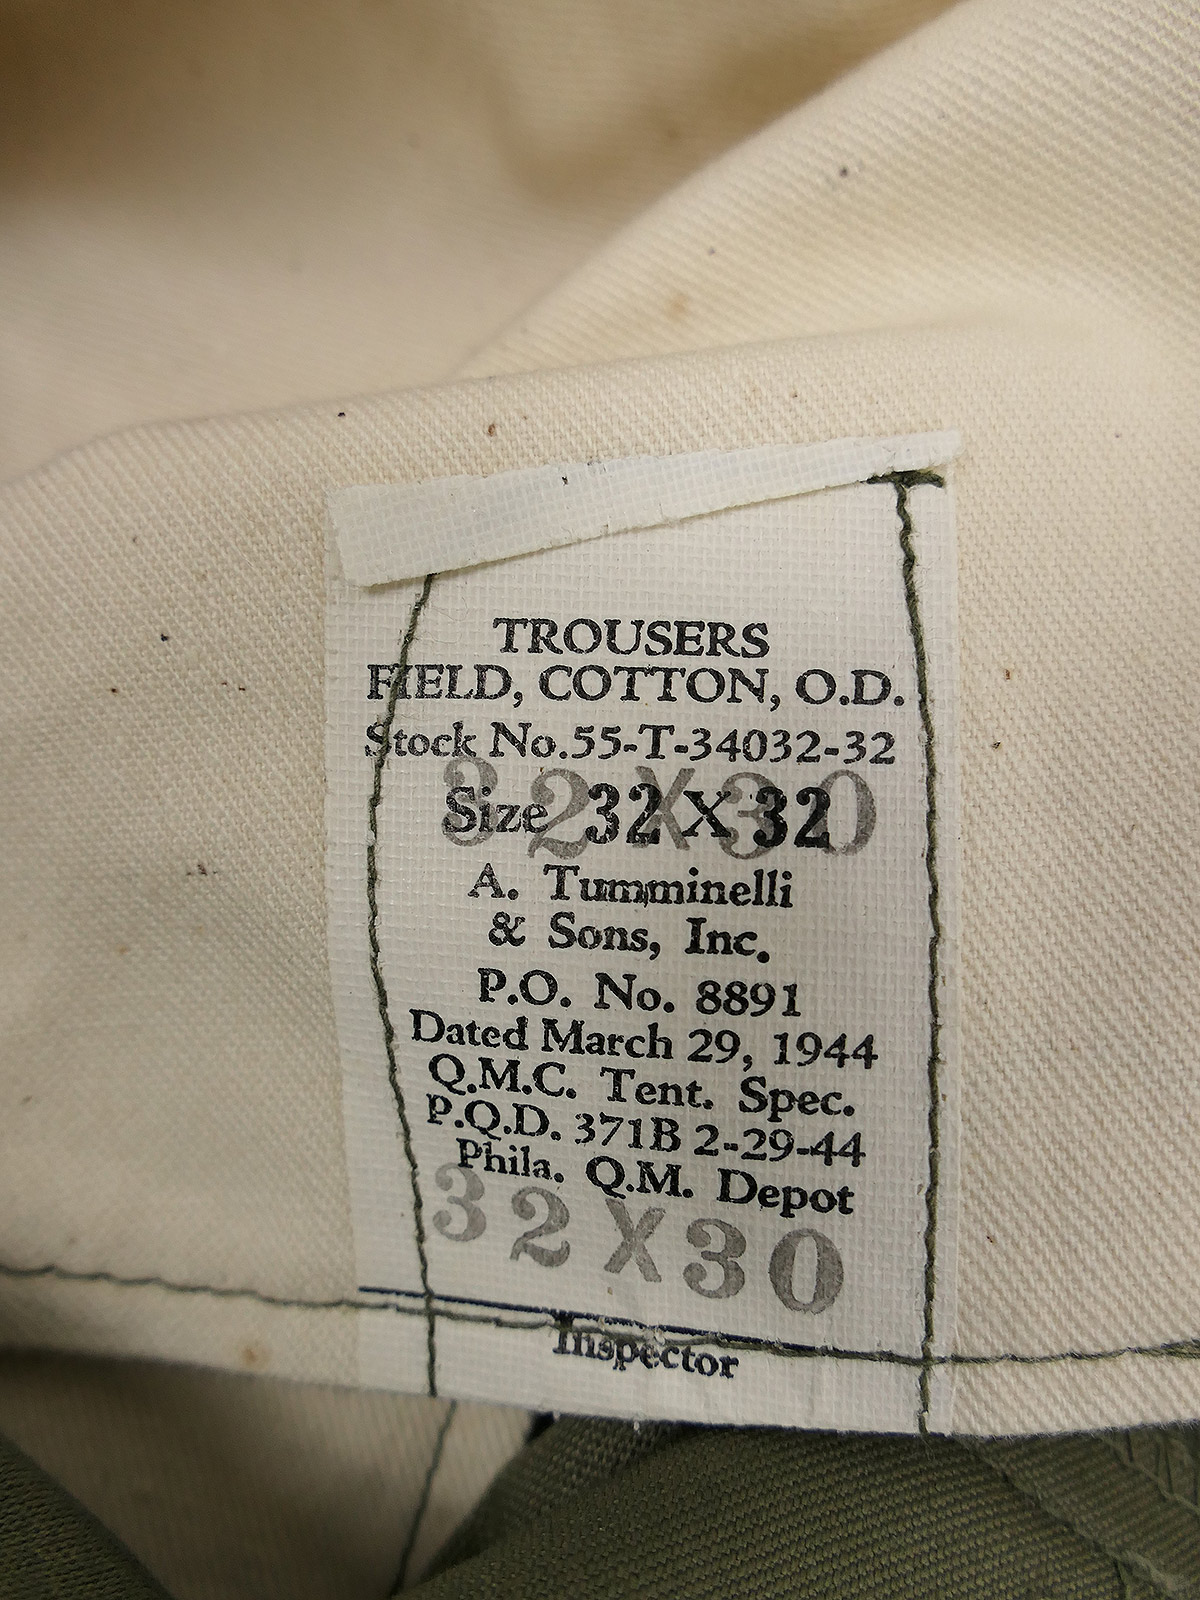 TROUSERS
FIELD, COTTON, O.D.
Stock No.55-T-34032-32
32X30
Size 32 X 32
A. Tumminelli
& Sons, Inc.
P.O. No. 8891
Dated March 29, 1944
Q.M.C. Tent. Spec.
P.Q.D. 371B 2-29-44
Phila. Q.M. Depot
32X30
Inspector